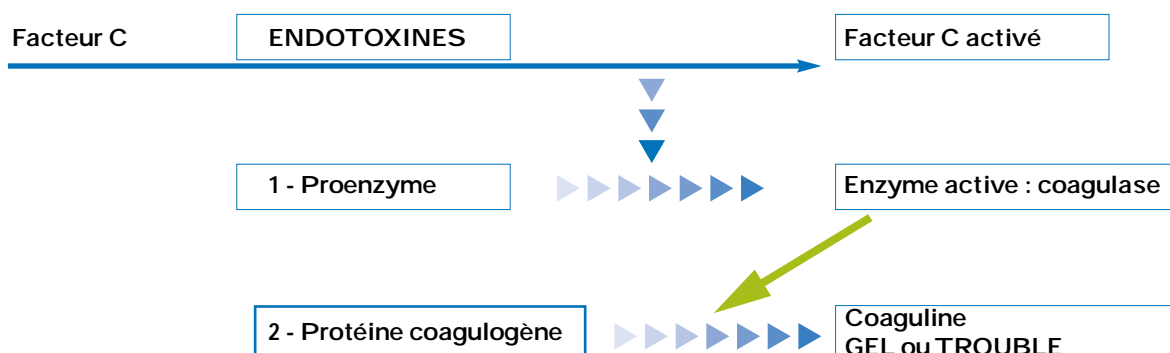 Facteur C
ENDOTOXINES
Facteur C activé
1 - Proenzyme
Enzyme active : coagulase
2 - Protéine coagulogène
Coaguline
GEL ou TROUBLE